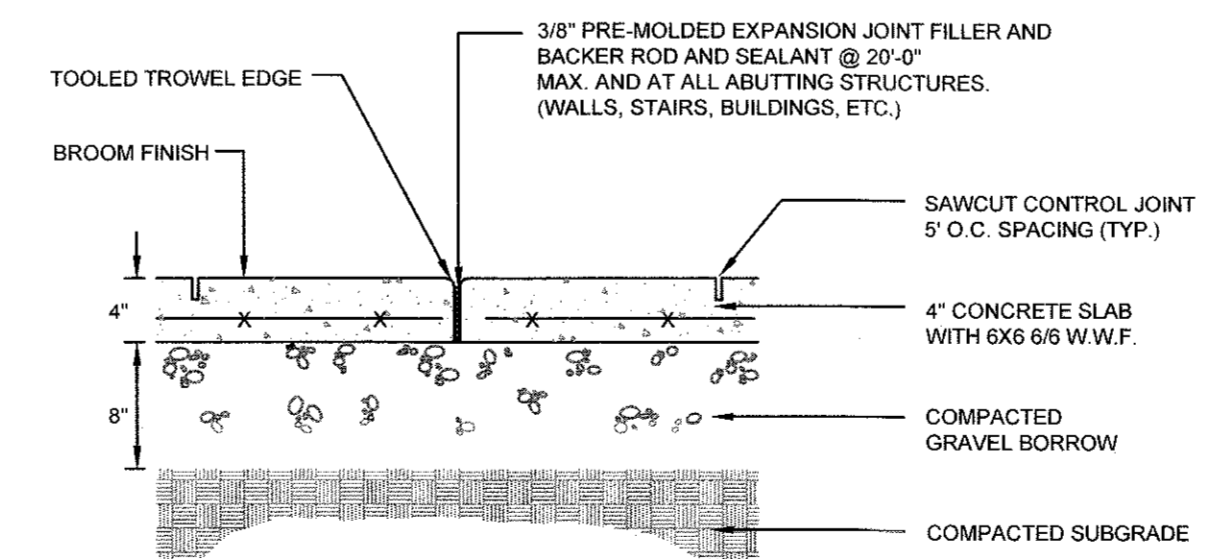 3/8" PRE-MOLDED EXPANSION JOINT FILLER AND
BACKER ROD AND SEALANT @ 20'-0"
MAX. AND AT ALL ABUTTING STRUCTURES.
(WALLS, STAIRS, BUILDINGS, ETC.)
TOOLED TROWEL EDGE
BROOM FINISH
SAWCUT CONTROL JOINT
5' O.C. SPACING (TYP.)
4"
4" CONCRETE SLAB
WITH 6X6 6/6 W.W.F.
8"
COMPACTED
GRAVEL BORROW
COMPACTED SUBGRADE